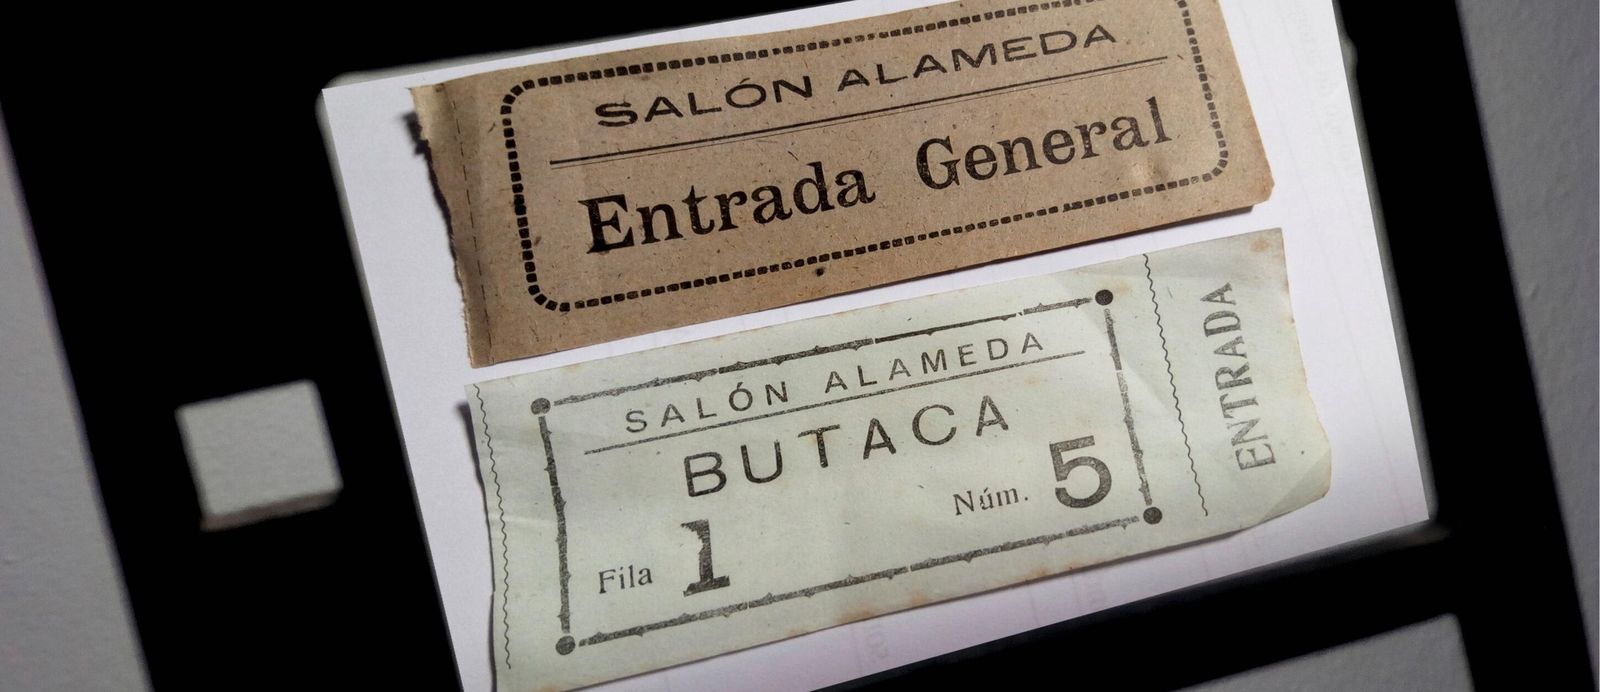 SALÓN ALAMEDA
Entrada General
SALÓN ALAMEDA
BUTACA
Fila 1 Núm. 5
ENTRADA